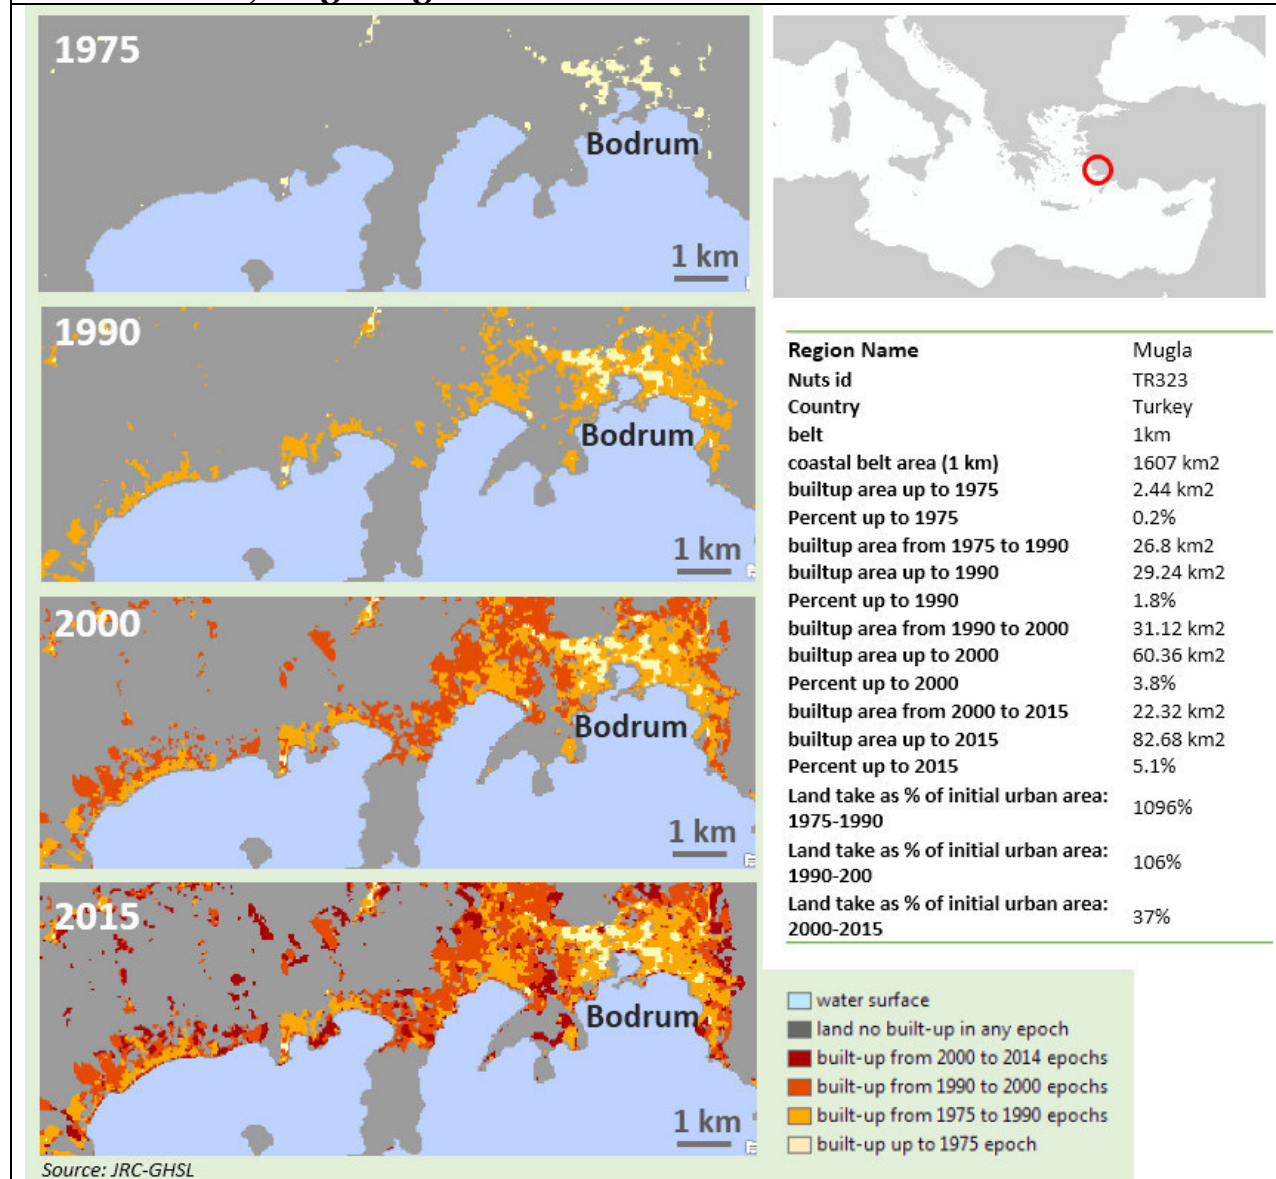 1975
Bodrum
1 km
1990
Bodrum
1 km
2000
Bodrum
1 km
2015
Bodrum
1 km
Source: JRC-GHSL
Region Name Mugla
Nuts id TR323
Country Turkey
belt 1km
coastal belt area (1 km) 1607 km2
builtup area up to 1975 2.44 km2
Percent up to 1975 0.2%
builtup area from 1975 to 1990 26.8 km2
builtup area up to 1990 29.24 km2
Percent up to 1990 1.8%
builtup area from 1990 to 2000 31.12 km2
builtup area up to 2000 60.36 km2
Percent up to 2000 3.8%
builtup area from 2000 to 2015 22.32 km2
builtup area up to 2015 82.68 km2
Percent up to 2015 5.1%
Land take as % of initial urban area:
1975-1990 1096%
Land take as % of initial urban area:
1990-200 106%
Land take as % of initial urban area:
2000-2015 37%
water surface
land no built-up in any epoch
built-up from 2000 to 2014 epochs
built-up from 1990 to 2000 epochs
built-up from 1975 to 1990 epochs
built-up up to 1975 epoch